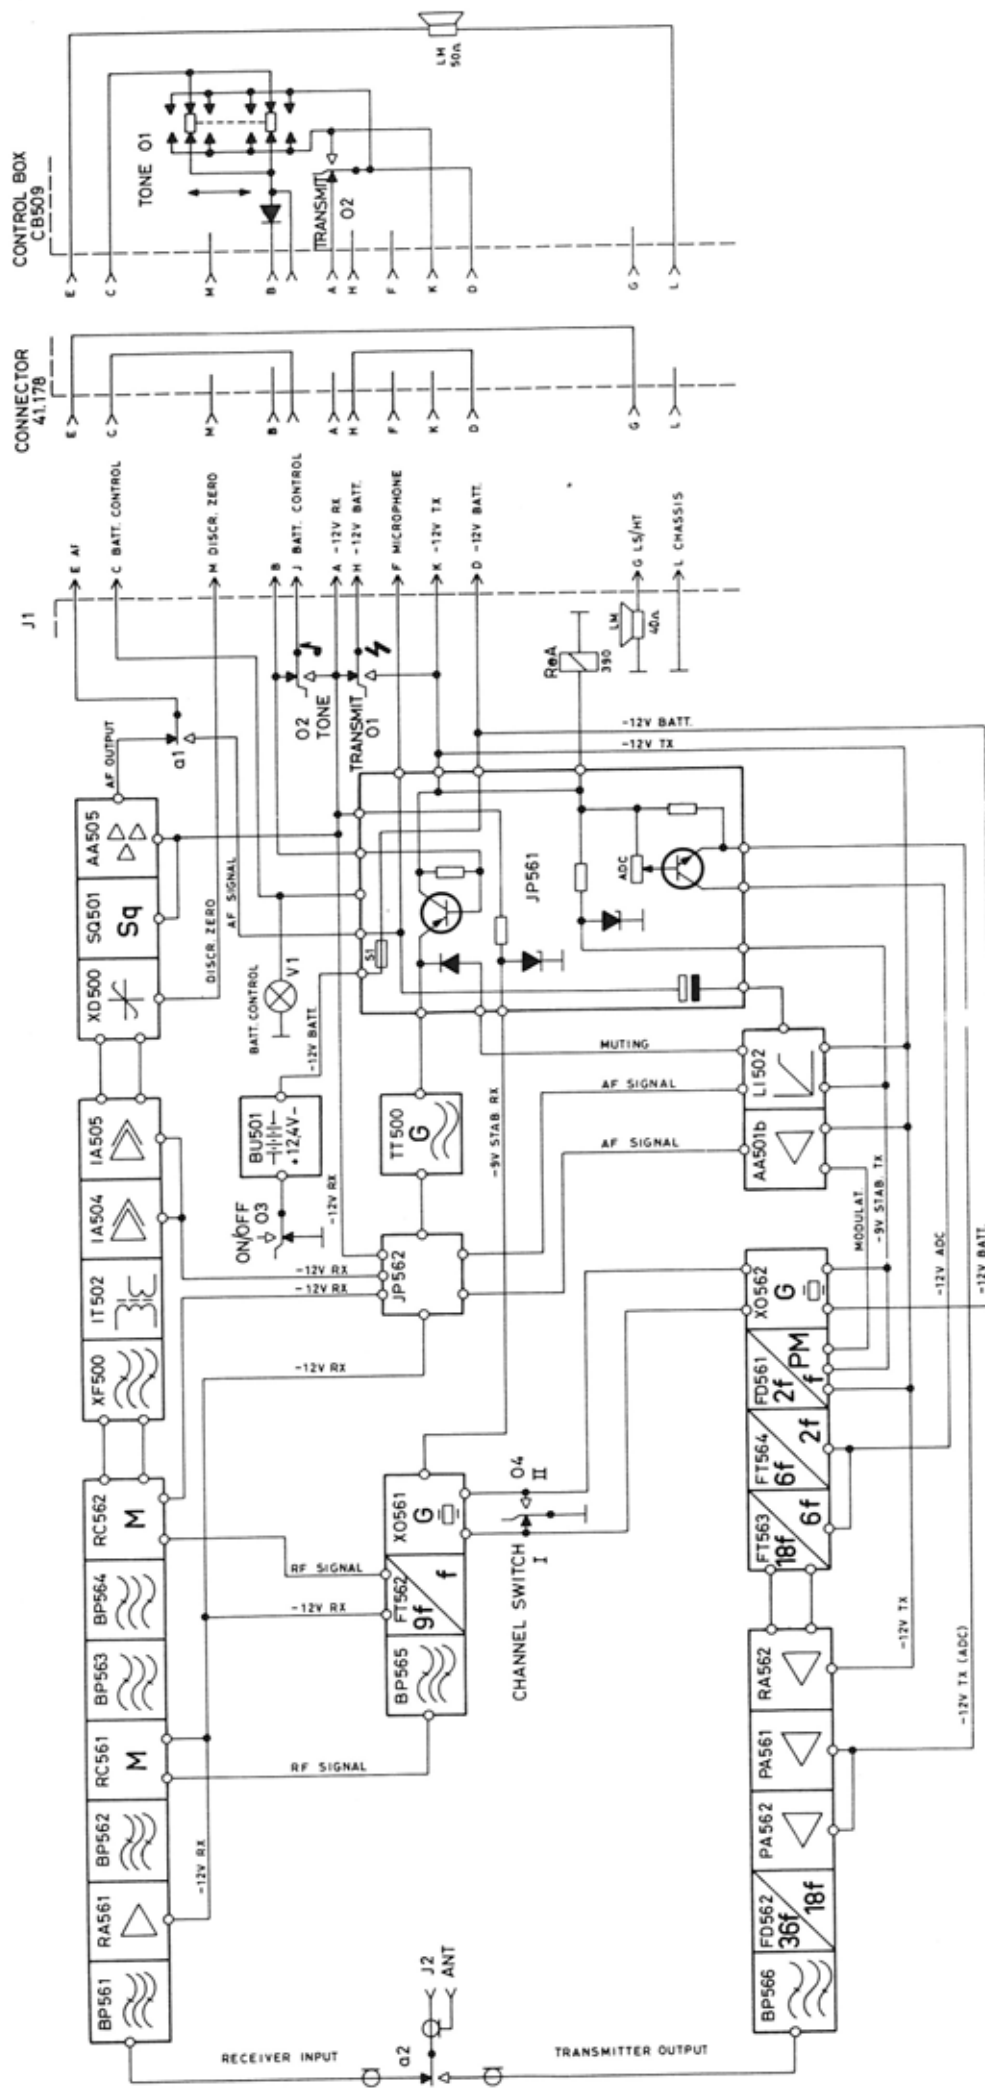 CONTROL BOX
CB509
E
C
M
B
A
H
F
K
D
G
L
TONE O1
TRANSMIT
O2
LH
50Ω
CONNECTOR
41.178
E
C
M
B
A
H
F
K
D
G
L
J1
E AF
C BATT. CONTROL
M DISCR. ZERO
B
J BATT. CONTROL
A -12V RX
H -12V BATT.
F MICROPHONE
K -12V TX
D -12V BATT.
G LS/HT
L CHASSIS
LM
40Ω
ReA
390
a1
AF OUTPUT
O2
TONE
TRANSMIT
O1
-12V BATT.
-12V TX
AA505
SQ501
Sq
XD500
DISCR. ZERO
AF SIGNAL
BATT. CONTROL
V1
-12V BATT.
S1
JP561
ADC
IA505
IA504
IT502
XF500
BU501
+12,4V-
ON/OFF
O3
-12V RX
-12V RX
-12V RX
-12V RX
TT500
G
JP562
-9V STAB. RX
MUTING
AF SIGNAL
AF SIGNAL
LI502
AA501b
MODULAT.
-9V STAB. TX
-12V ADC
-12V BATT.
RC562
M
BP564
BP563
RC561
M
BP562
RA561
BP561
RF SIGNAL
-12V RX
RF SIGNAL
-12V RX
XO561
G
FT562
9f
f
BP565
CHANNEL SWITCH
I
O4
II
XO562
G
FD561
2f
PM
f
FT564
6f
2f
FT563
18f
6f
RA562
PA561
PA562
FD562
36f
18f
BP566
-12V TX
-12V TX (ADC)
J2
ANT
a2
RECEIVER INPUT
TRANSMITTER OUTPUT